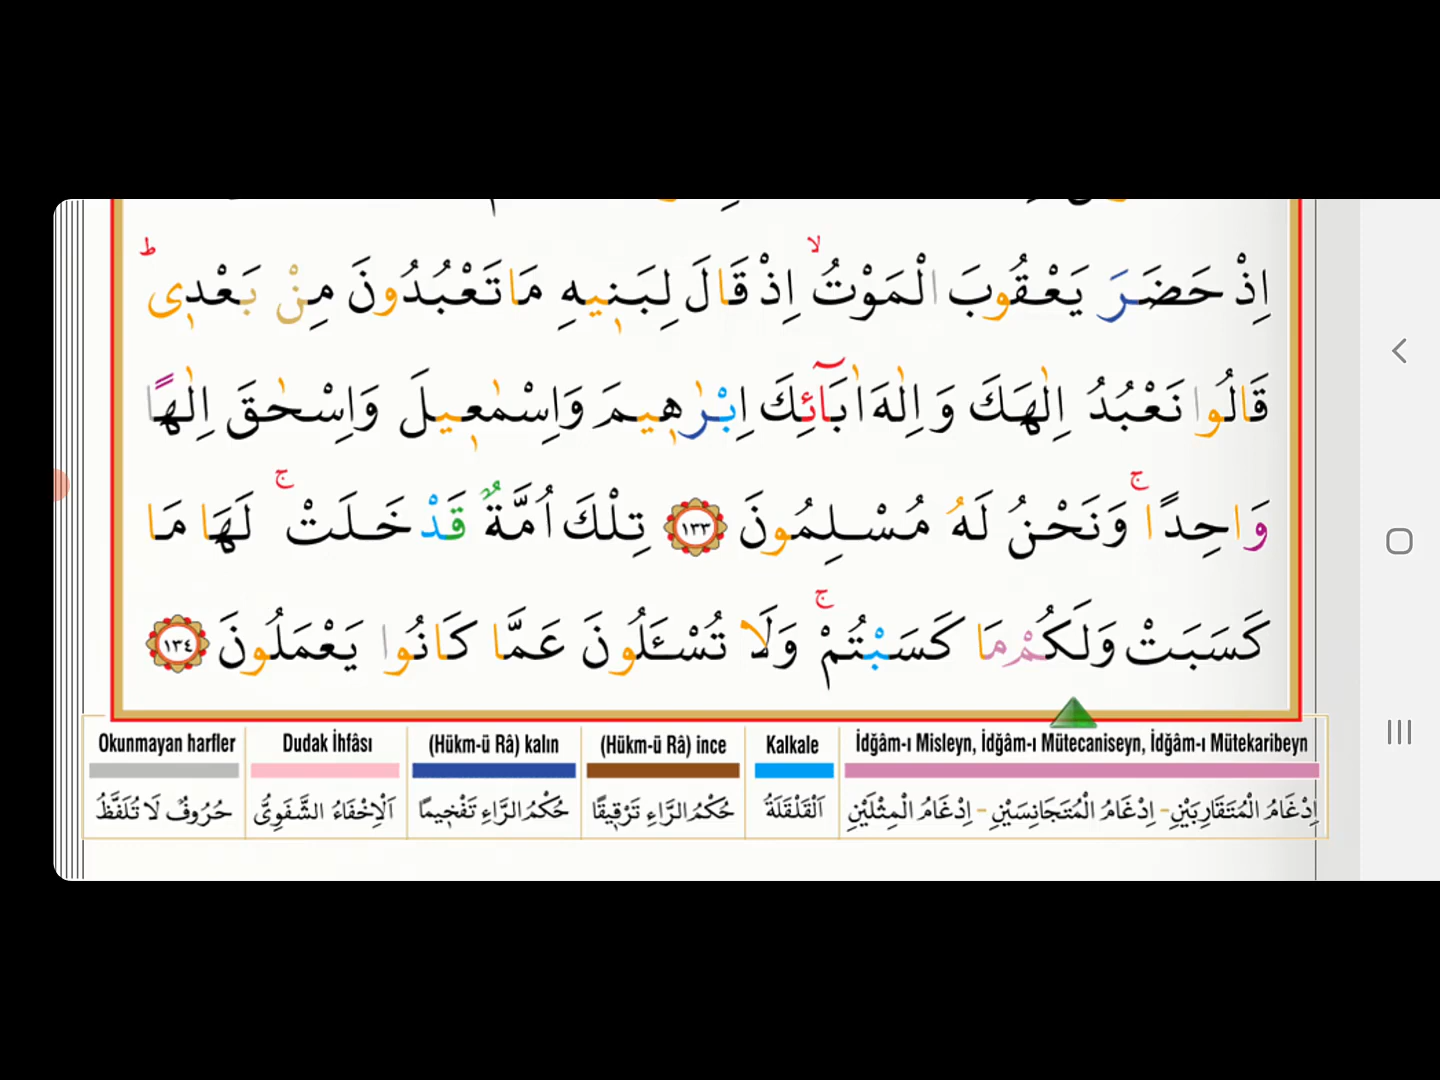 اِذْ حَضَرَ يَعْقُوبَ الْمَوْتُۙ اِذْ قَالَ لِبَنٖيهِ مَا تَعْبُدُونَ مِنْ بَعْدٖىؕ
قَالُوا نَعْبُدُ اِلٰهَكَ وَاِلٰهَ اٰبَٓائِكَ اِبْرٰهٖيمَ وَاِسْمٰعٖيلَ وَاِسْحٰقَ اِلٰهًا
وَاحِدًاۚ وَنَحْنُ لَهُ مُسْلِمُونَ ﴿١٣٣﴾ تِلْكَ اُمَّةٌ قَدْ خَلَتْۚ لَهَا مَا
كَسَبَتْ وَلَكُمْ مَا كَسَبْتُمْۚ وَلَا تُسْـَٔلُونَ عَمَّا كَانُوا يَعْمَلُونَ ﴿١٣٤﴾
Okunmayan harfler Dudak İhfâsı (Hükm-ü Râ) kalın (Hükm-ü Râ) ince Kalkale İdğâm-ı Misleyn, İdğâm-ı Mütecaniseyn, İdğâm-ı Mütekaribeyn
اِدْغَامُ الْمُتَقَارِبَيْنِ - اِدْغَامُ الْمُتَجَانِسَيْنِ - اِدْغَامُ الْمِثْلَيْنِ اَلْقَلْقَلَةُ حُكْمُ الرَّاءِ تَرْقٖيقًا حُكْمُ الرَّاءِ تَفْخٖيمًا اَلْاِخْفَاءُ الشَّفَوِىُّ حُرُوفٌ لَا تُلَفَّظُ